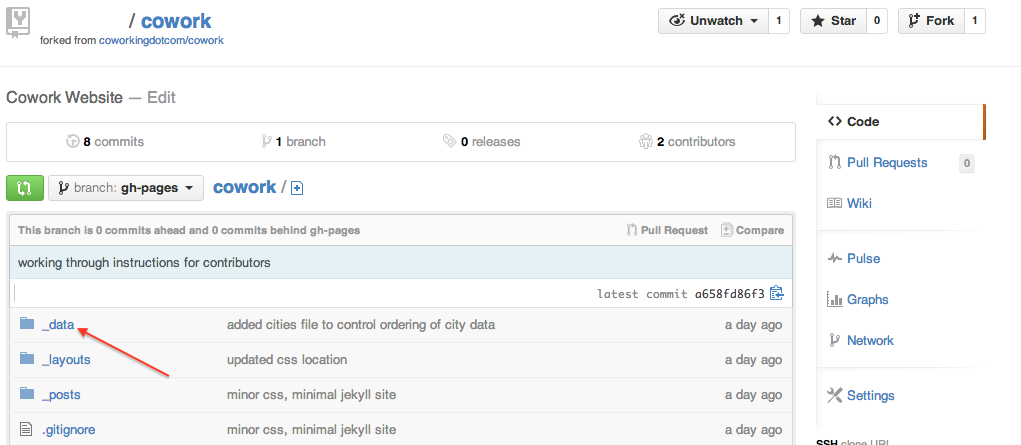 / cowork
forked from coworkingdotcom/cowork
Unwatch 1
Star 0
Fork 1
Cowork Website — Edit
8 commits
1 branch
0 releases
2 contributors
branch: gh-pages
cowork /
This branch is 0 commits ahead and 0 commits behind gh-pages
Pull Request
Compare
working through instructions for contributors
latest commit a658fd86f3
_data added cities file to control ordering of city data a day ago
_layouts updated css location a day ago
_posts minor css, minimal jekyll site a day ago
.gitignore minor css, minimal jekyll site a day ago
Code
Pull Requests 0
Wiki
Pulse
Graphs
Network
Settings
SSH clone URL